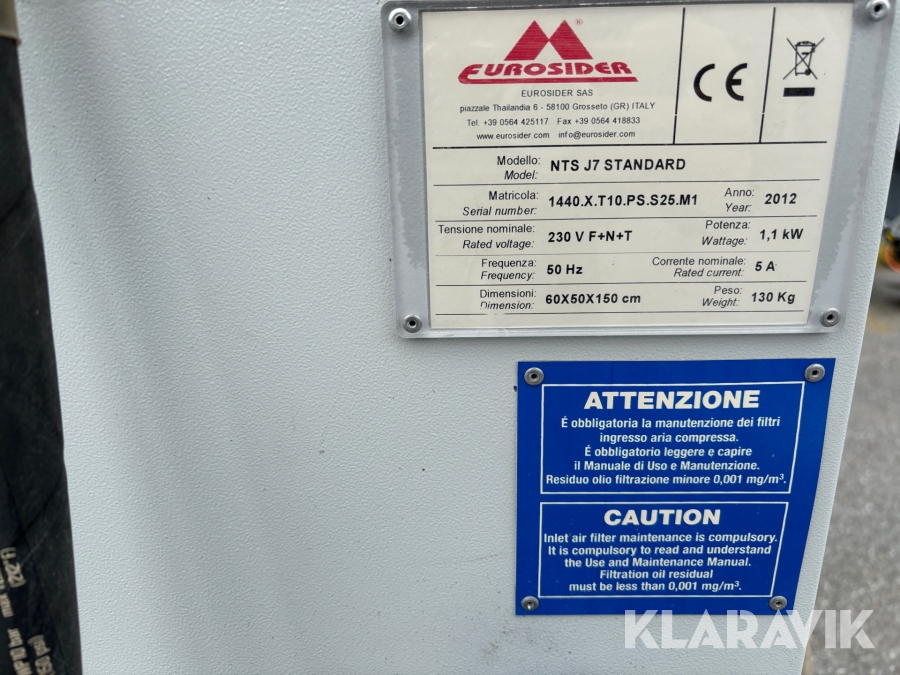 ®
EUROSIDER
EUROSIDER SAS
piazzale Thailandia 6 - 58100 Grosseto (GR) ITALY
Tel. +39 0564 425117 Fax +39 0564 418833
www.eurosider.com info@eurosider.com
CE
Modello: NTS J7 STANDARD
Model:
Matricola: 1440.X.T10.PS.S25.M1 Anno: 2012
Serial number: Year:
Tensione nominale: 230 V F+N+T Potenza: 1,1 kW
Rated voltage: Wattage:
Frequenza: 50 Hz Corrente nominale: 5 A
Frequency: Rated current:
Dimensioni: 60X50X150 cm Peso: 130 Kg
Dimension: Weight:
ATTENZIONE
É obbligatoria la manutenzione dei filtri
ingresso aria compressa.
É obbligatorio leggere e capire
il Manuale di Uso e Manutenzione.
Residuo olio filtrazione minore 0,001 mg/m³.
CAUTION
Inlet air filter maintenance is compulsory.
It is compulsory to read and understand
the Use and Maintenance Manual.
Filtration oil residual
must be less than 0,001 mg/m³.
KLARAVIK